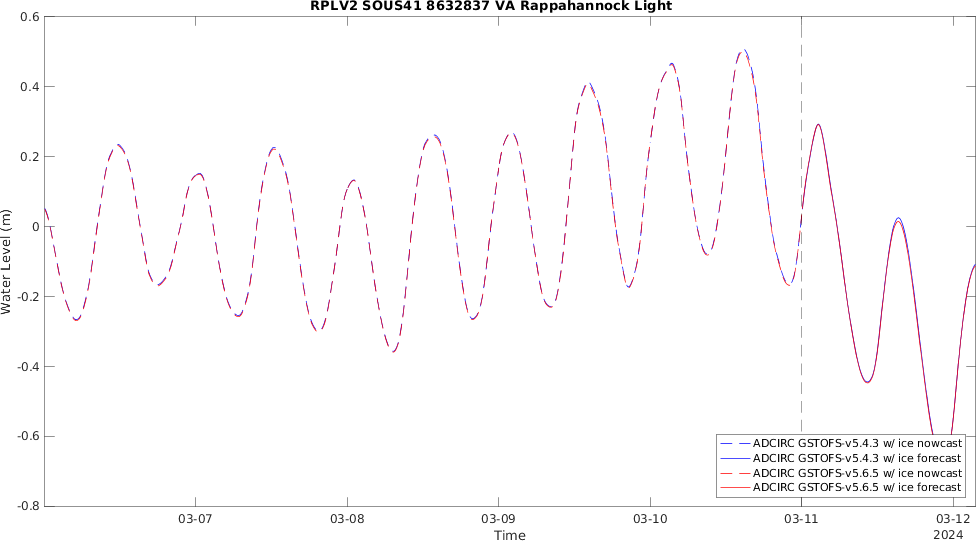 RPLV2 SOUS41 8632837 VA Rappahannock Light
0.6
0.4
0.2
0
-0.2
-0.4
-0.6
-0.8
Water Level (m)
ADCIRC GSTOFS-v5.4.3 w/ ice nowcast
ADCIRC GSTOFS-v5.4.3 w/ ice forecast
ADCIRC GSTOFS-v5.6.5 w/ ice nowcast
ADCIRC GSTOFS-v5.6.5 w/ ice forecast
03-07 03-08 03-09 03-10 03-11 03-12
Time
2024